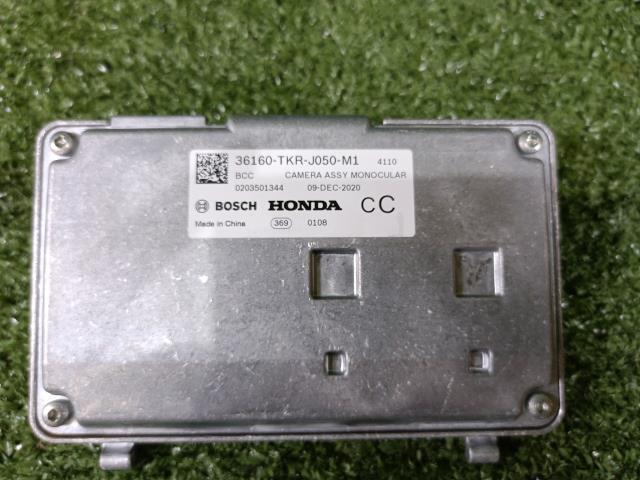 36160-TKR-J050-M1 4110
BCC CAMERA ASSY MONOCULAR
0203501344 09-DEC-2020
BOSCH HONDA CC
Made in China 369 0108